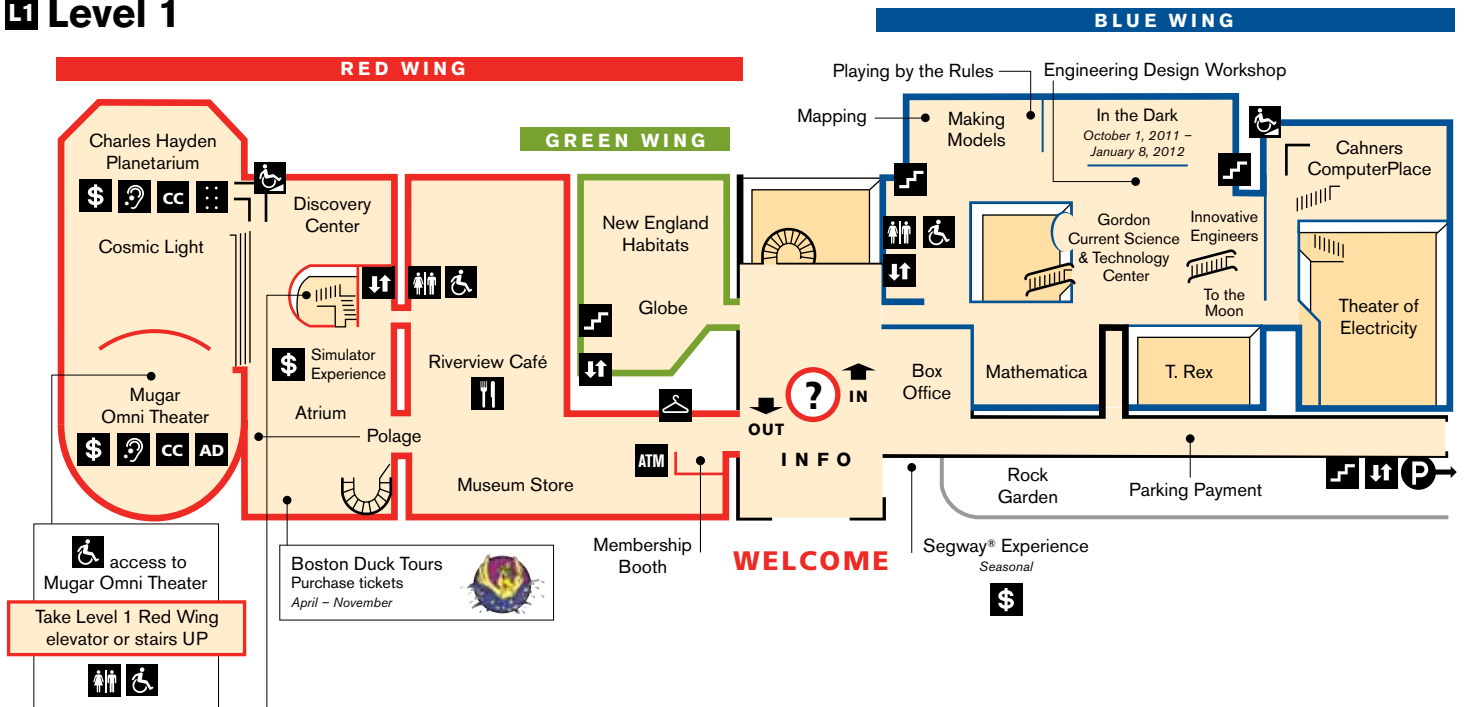 L1 Level 1
BLUE WING
RED WING
GREEN WING
Playing by the Rules
Engineering Design Workshop
Mapping
Making
Models
In the Dark
October 1, 2011 –
January 8, 2012
Cahners
ComputerPlace
Charles Hayden
Planetarium
$ CC
Cosmic Light
Discovery
Center
New England
Habitats
Globe
Gordon
Current Science
& Technology
Center
Innovative
Engineers
To the
Moon
Theater of
Electricity
$ Simulator
Experience
Riverview Café
Box
Office
Mathematica
T. Rex
Mugar
Omni Theater
$ CC AD
Atrium
Polage
?
IN
OUT
INFO
ATM
Museum Store
Rock
Garden
Parking Payment
P
access to
Mugar Omni Theater
Take Level 1 Red Wing
elevator or stairs UP
Boston Duck Tours
Purchase tickets
April – November
Membership
Booth
WELCOME
Segway® Experience
Seasonal
$